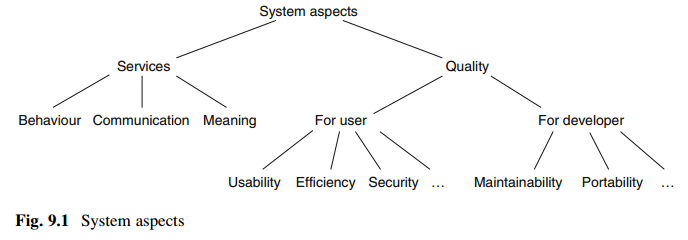 System aspects
Services Quality
Behaviour Communication Meaning For user For developer
Usability Efficiency Security ... Maintainability Portability ...
Fig. 9.1 System aspects